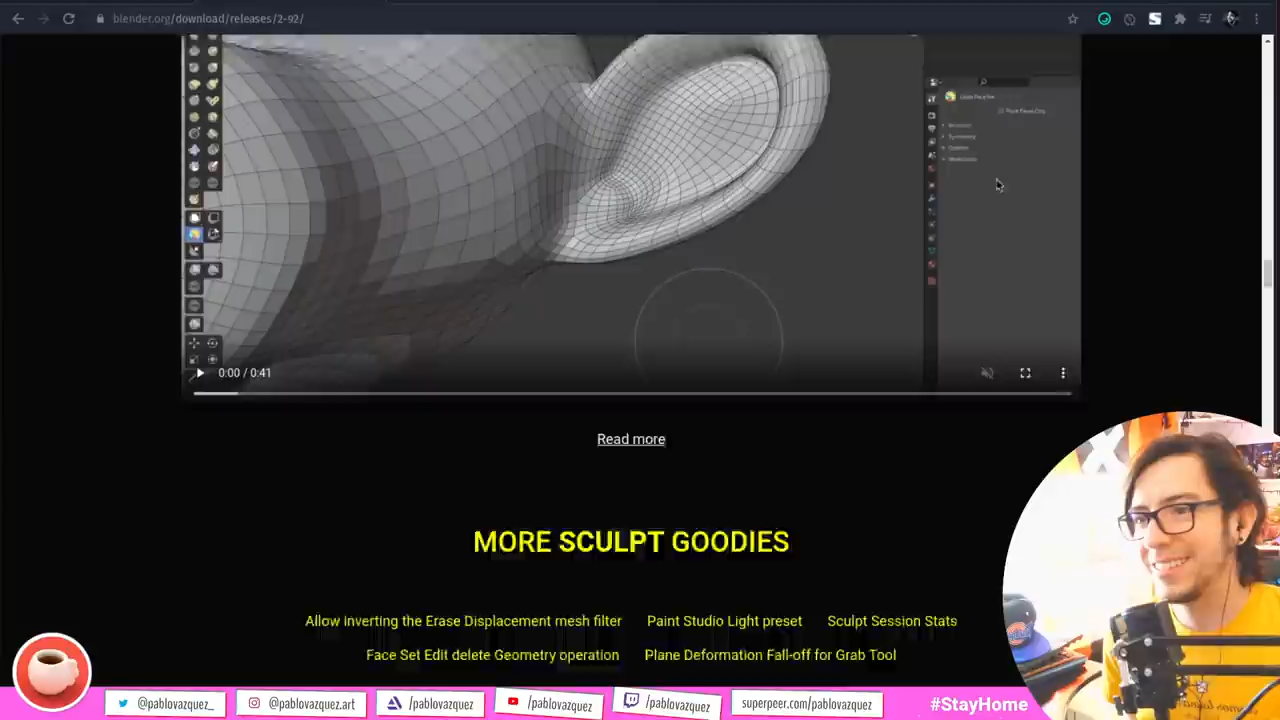 blender.org/download/releases/2-92/
0:00 / 0:41
Read more
MORE SCULPT GOODIES
Allow inverting the Erase Displacement mesh filter Paint Studio Light preset Sculpt Session Stats
Face Set Edit delete Geometry operation Plane Deformation Fall-off for Grab Tool
@pablovazquez_ @pablovazquez.art /pablovazquez /pablovazquez /pablovazquez superpeer.com/pablovazquez #StayHome